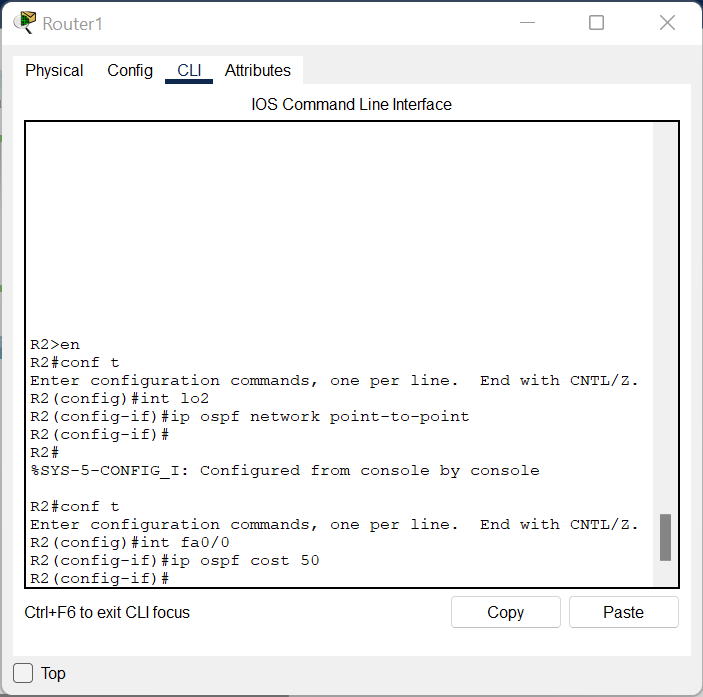 Router1
Physical Config CLI Attributes
IOS Command Line Interface
R2>en
R2#conf t
Enter configuration commands, one per line.  End with CNTL/Z.
R2(config)#int lo2
R2(config-if)#ip ospf network point-to-point
R2(config-if)#
R2#
%SYS-5-CONFIG_I: Configured from console by console
R2#conf t
Enter configuration commands, one per line.  End with CNTL/Z.
R2(config)#int fa0/0
R2(config-if)#ip ospf cost 50
R2(config-if)#
Ctrl+F6 to exit CLI focus Copy Paste
Top